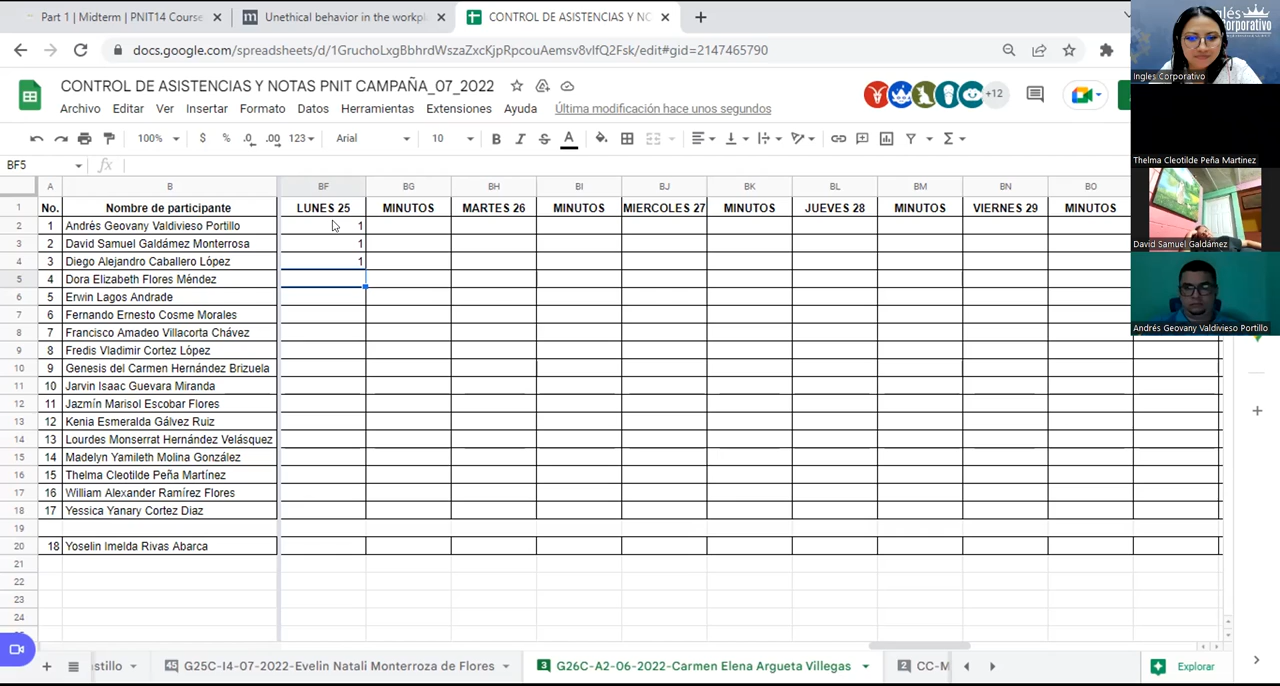 Part 1 | Midterm | PNIT14 Course
Unethical behavior in the workpl
CONTROL DE ASISTENCIAS Y NO
docs.google.com/spreadsheets/d/1GruchoLxgBbhrdWszaZxcKjpRpcouAemsv8vlfQ2Fsk/edit#gid=2147465790
CONTROL DE ASISTENCIAS Y NOTAS PNIT CAMPAÑA_07_2022
Archivo Editar Ver Insertar Formato Datos Herramientas Extensiones Ayuda Última modificación hace unos segundos
+12
100% $ % .0 .00 123 Arial 10 B I S A
BF5 fx
A B BF BG BH BI BJ BK BL BM BN BO
1 No. Nombre de participante LUNES 25 MINUTOS MARTES 26 MINUTOS MIERCOLES 27 MINUTOS JUEVES 28 MINUTOS VIERNES 29 MINUTOS
2 1 Andrés Geovany Valdivieso Portillo 1
3 2 David Samuel Galdámez Monterrosa 1
4 3 Diego Alejandro Caballero López 1
5 4 Dora Elizabeth Flores Méndez
6 5 Erwin Lagos Andrade
7 6 Fernando Ernesto Cosme Morales
8 7 Francisco Amadeo Villacorta Chávez
9 8 Fredis Vladimir Cortez López
10 9 Genesis del Carmen Hernández Brizuela
11 10 Jarvin Isaac Guevara Miranda
12 11 Jazmín Marisol Escobar Flores
13 12 Kenia Esmeralda Gálvez Ruiz
14 13 Lourdes Monserrat Hernández Velásquez
15 14 Madelyn Yamileth Molina González
16 15 Thelma Cleotilde Peña Martínez
17 16 William Alexander Ramírez Flores
18 17 Yessica Yanary Cortez Diaz
19
20 18 Yoselin Imelda Rivas Abarca
21
22
23
24
stillo 45 G25C-I4-07-2022-Evelin Natali Monterroza de Flores 3 G26C-A2-06-2022-Carmen Elena Argueta Villegas 2 CC-M Explorar
glés
orporativo
Ingles Corporativo
Thelma Cleotilde Peña Martinez
David Samuel Galdámez
Andrés Geovany Valdivieso Portillo